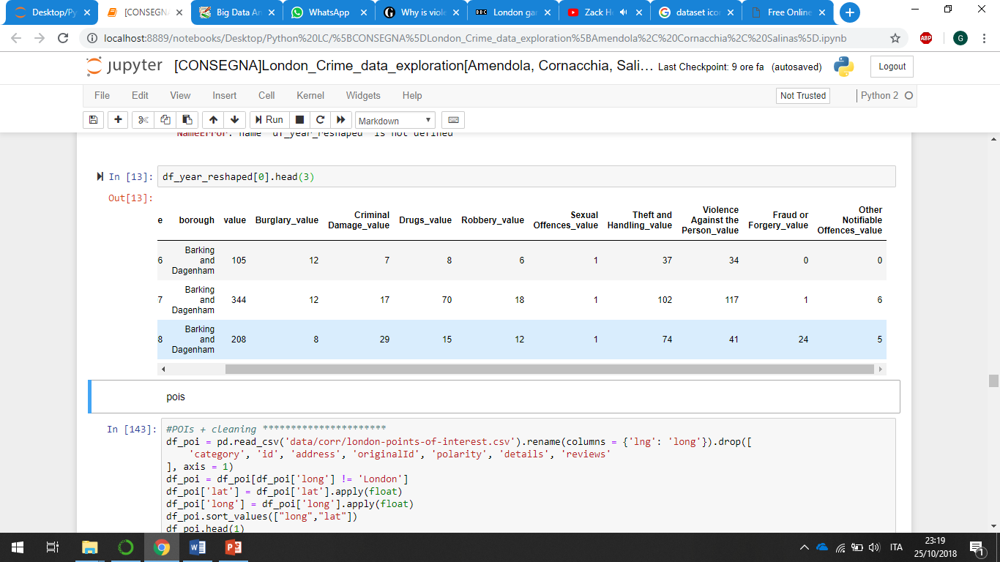 Desktop/Py
[CONSEGNA
Big Data An
WhatsApp
Why is viole
BBC London gan
Zack H
dataset ico
Free Online
localhost:8889/notebooks/Desktop/Python%20LC/%5BCONSEGNA%5DLondon_Crime_data_exploration%5BAmendola%2C%20Cornacchia%2C%20Salinas%5D.ipynb
ABP
G
jupyter [CONSEGNA]London_Crime_data_exploration[Amendola, Cornacchia, Sali... Last Checkpoint: 9 ore fa (autosaved)
Logout
File Edit View Insert Cell Kernel Widgets Help
Not Trusted
Python 2
Run
Markdown
NameError: name 'df_year_reshaped' is not defined
In [13]: df_year_reshaped[0].head(3)
Out[13]:
e borough value Burglary_value Criminal Damage_value Drugs_value Robbery_value Sexual Offences_value Theft and Handling_value Violence Against the Person_value Fraud or Forgery_value Other Notifiable Offences_value
6 Barking and Dagenham 105 12 7 8 6 1 37 34 0 0
7 Barking and Dagenham 344 12 17 70 18 1 102 117 1 6
8 Barking and Dagenham 208 8 29 15 12 1 74 41 24 5
pois
In [143]: #POIs + cleaning **********************
df_poi = pd.read_csv('data/corr/london-points-of-interest.csv').rename(columns = {'lng': 'long'}).drop([
'category', 'id', 'address', 'originalId', 'polarity', 'details', 'reviews'
], axis = 1)
df_poi = df_poi[df_poi['long'] != 'London']
df_poi['lat'] = df_poi['lat'].apply(float)
df_poi['long'] = df_poi['long'].apply(float)
df_poi.sort_values(["long","lat"])
df_poi.head(1)
ITA
23:19
25/10/2018
1